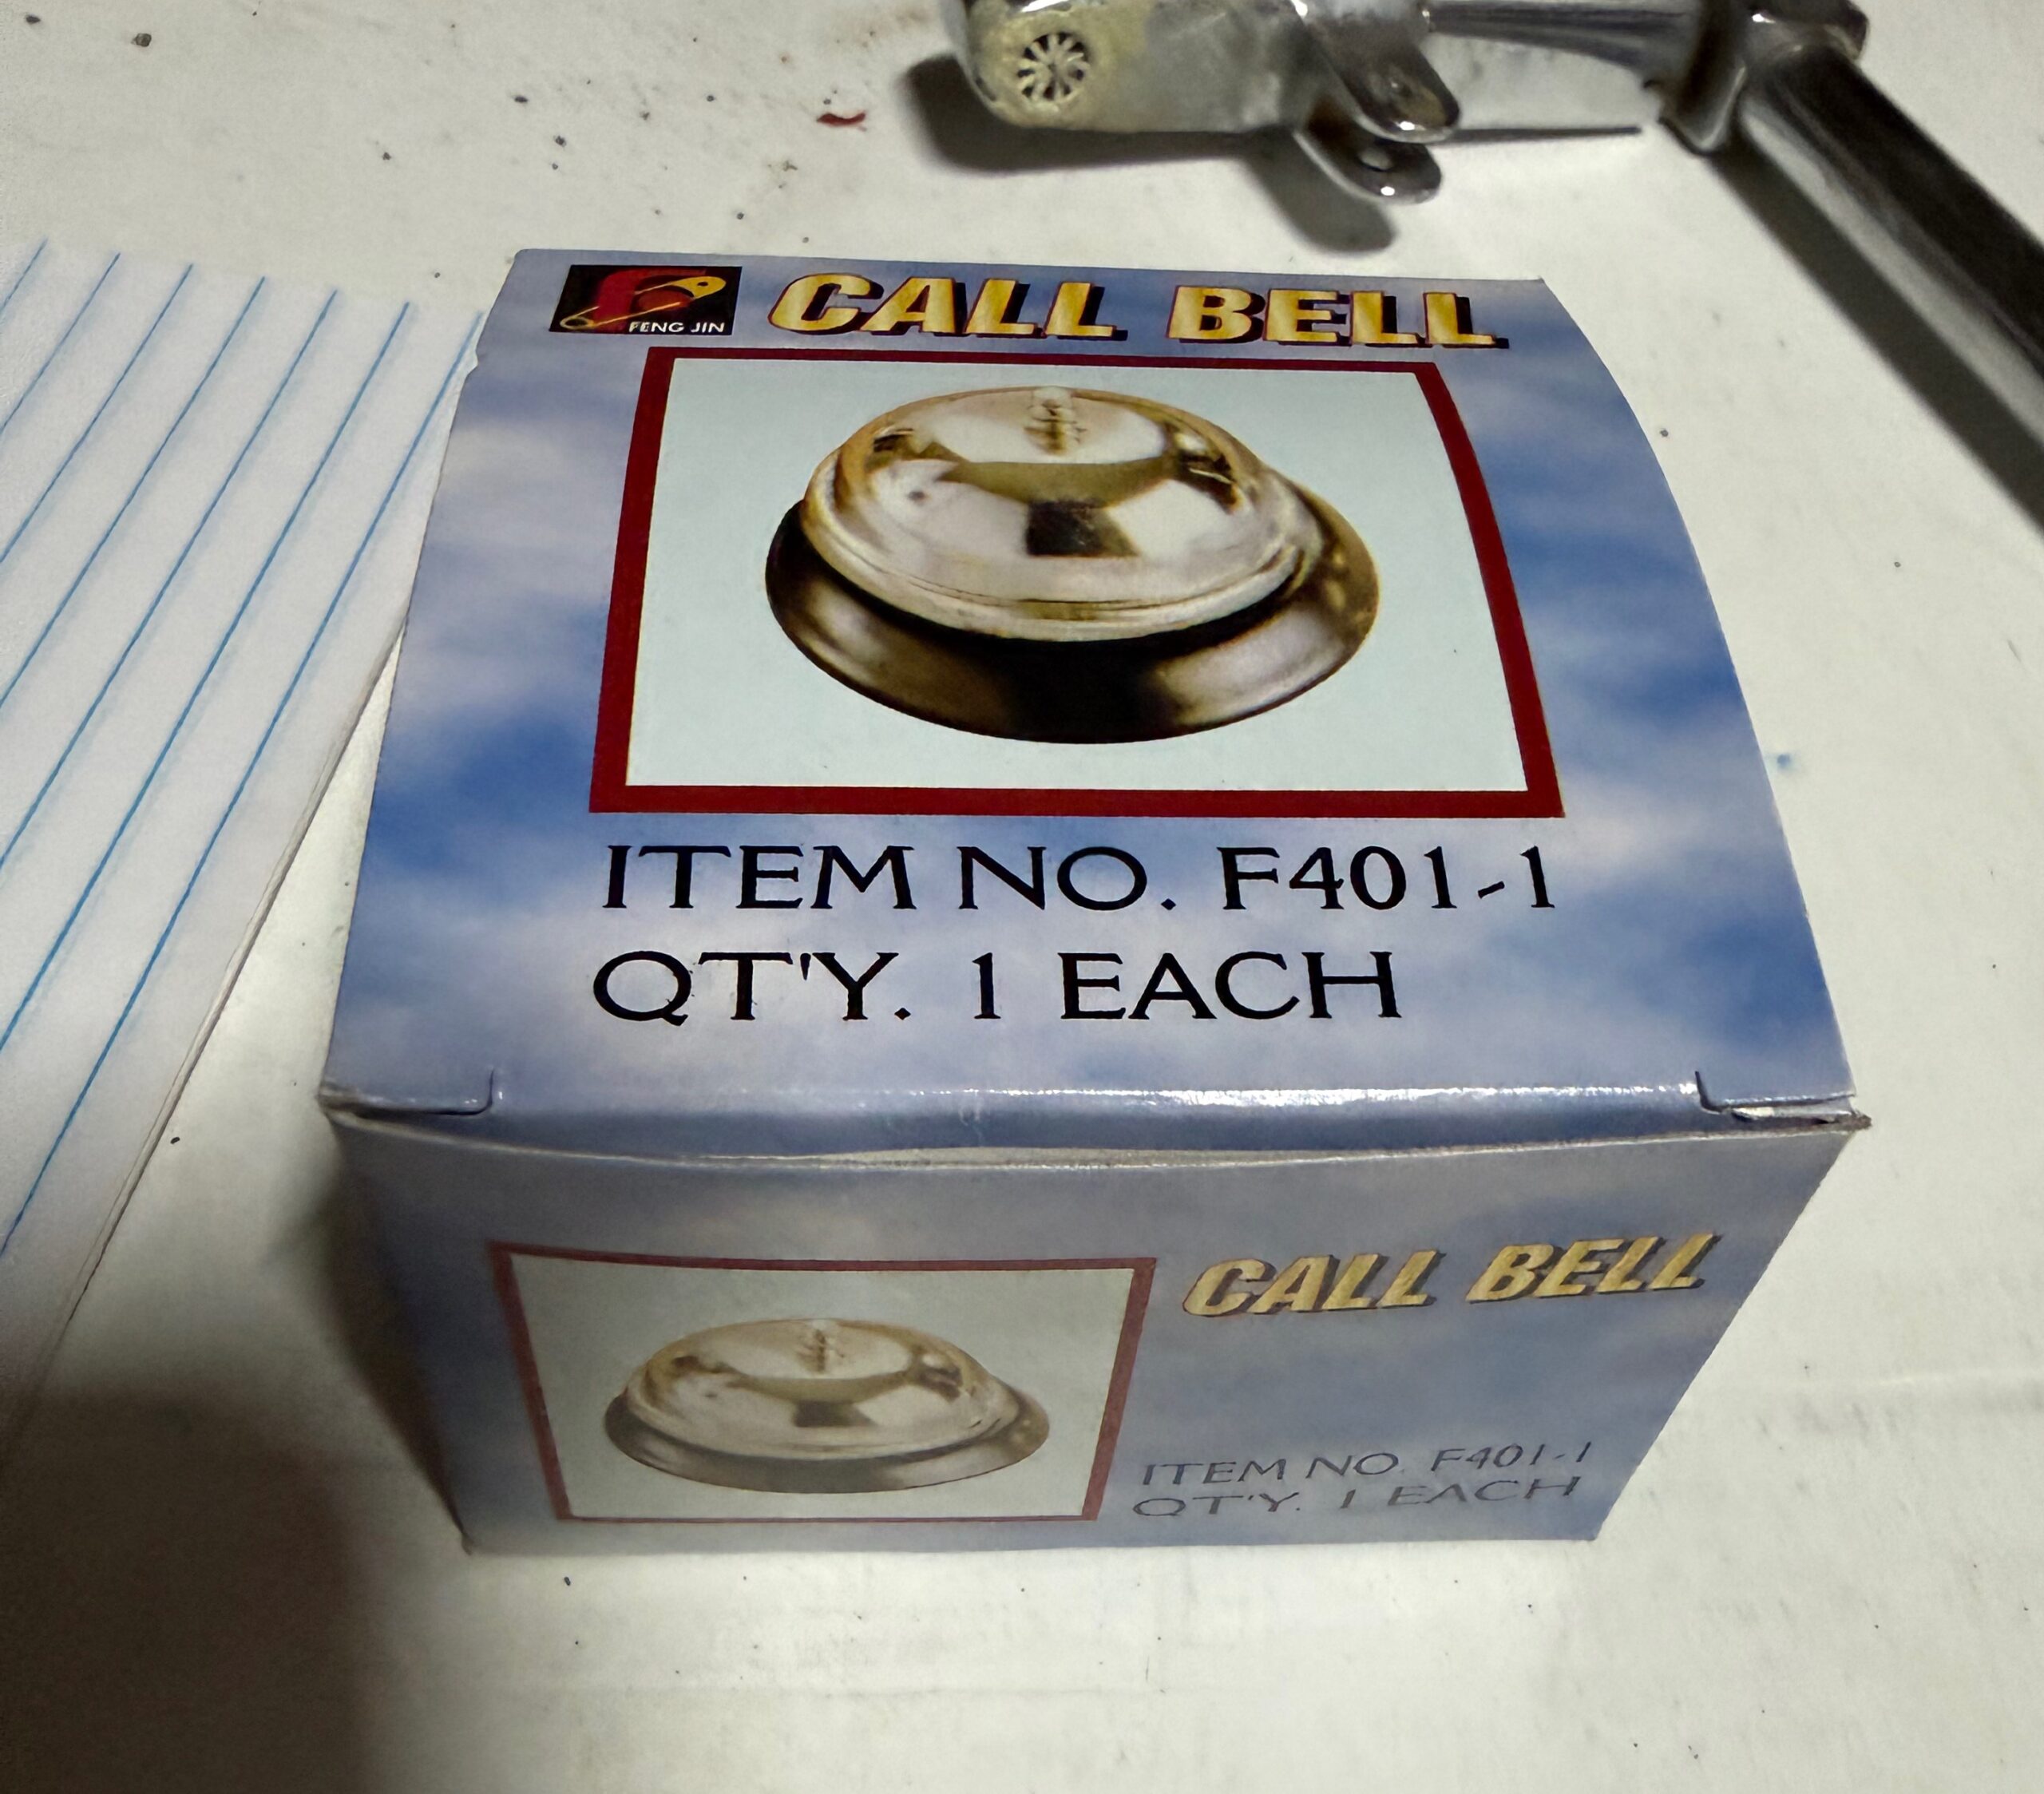 FENG JIN
CALL BELL
ITEM NO. F401-1
QT'Y. 1 EACH
CALL BELL
ITEM NO. F401-1
QT'Y. 1 EACH